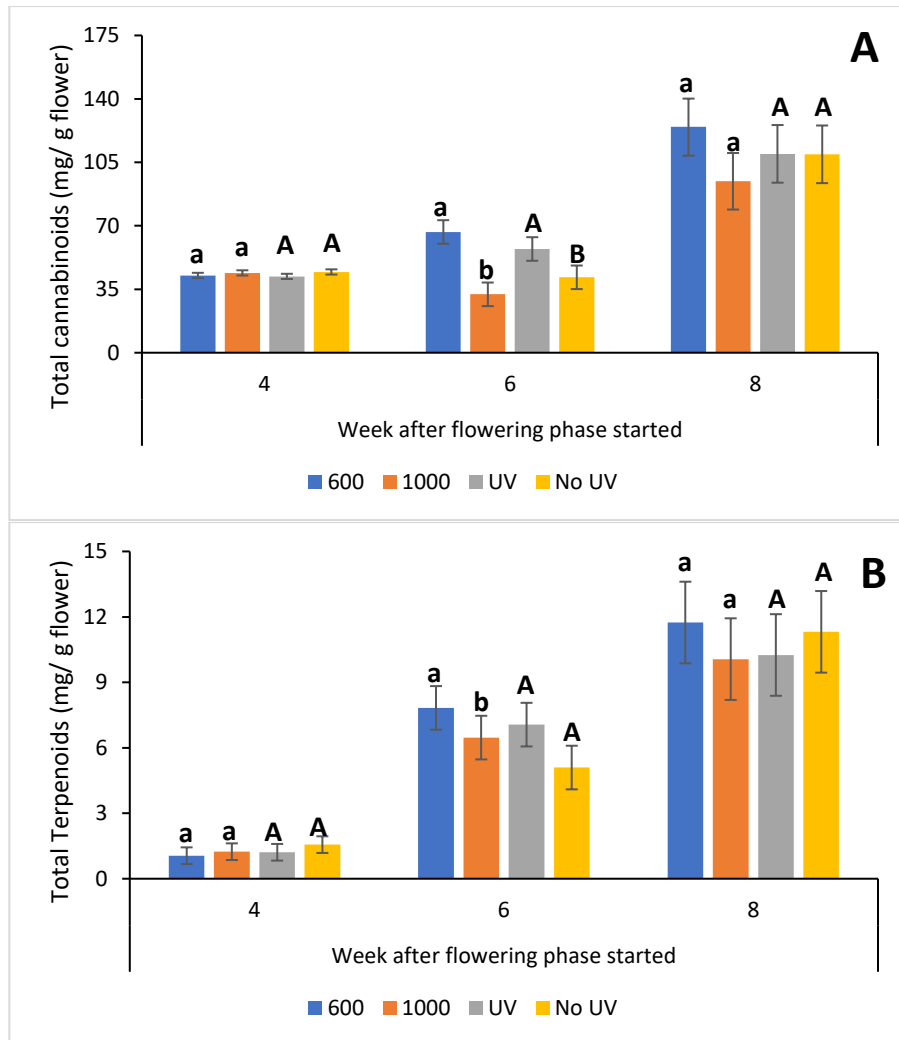 A
Total cannabinoids (mg/ g flower)
175
140
105
70
35
0
a a A A
a b A B
a a A A
4 6 8
Week after flowering phase started
600 1000 UV No UV
B
Total Terpenoids (mg/ g flower)
15
12
9
6
3
0
a a A A
a b A A
a a A A
4 6 8
Week after flowering phase started
600 1000 UV No UV